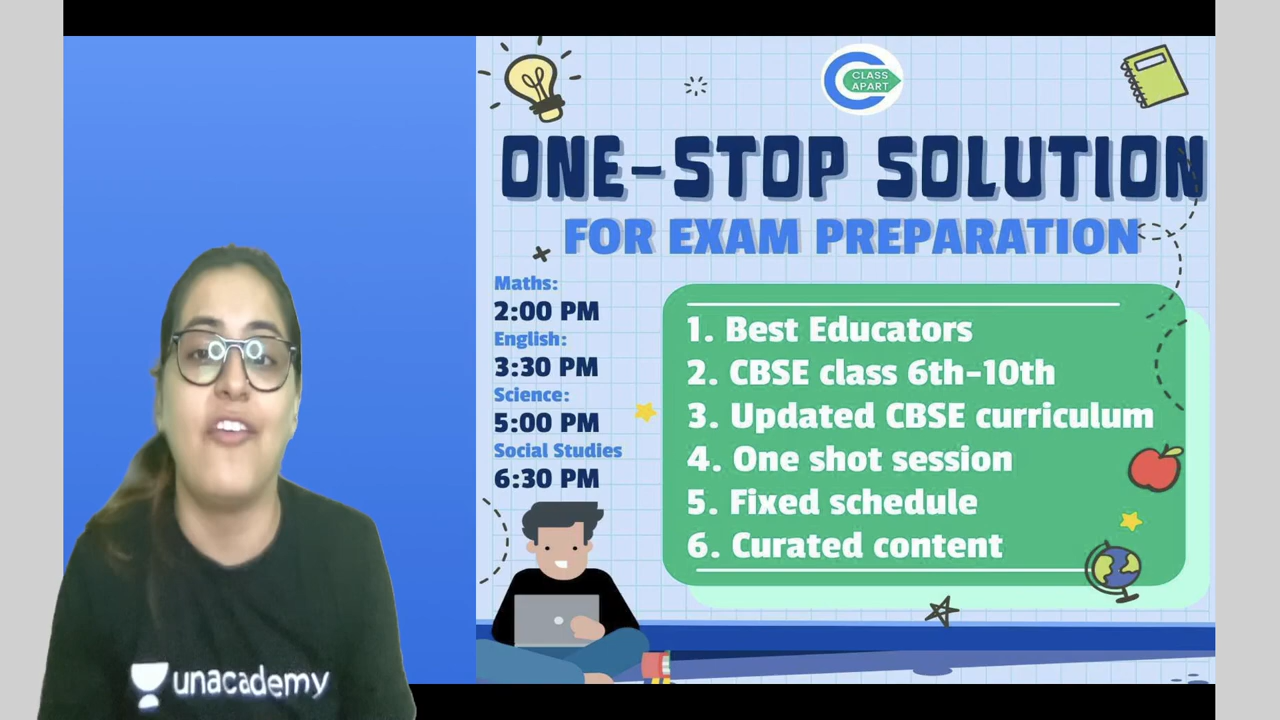 CLASS
APART
ONE-STOP SOLUTION
FOR EXAM PREPARATION
Maths:
2:00 PM
English:
3:30 PM
Science:
5:00 PM
Social Studies
6:30 PM
1. Best Educators
2. CBSE class 6th-10th
3. Updated CBSE curriculum
4. One shot session
5. Fixed schedule
6. Curated content
unacademy